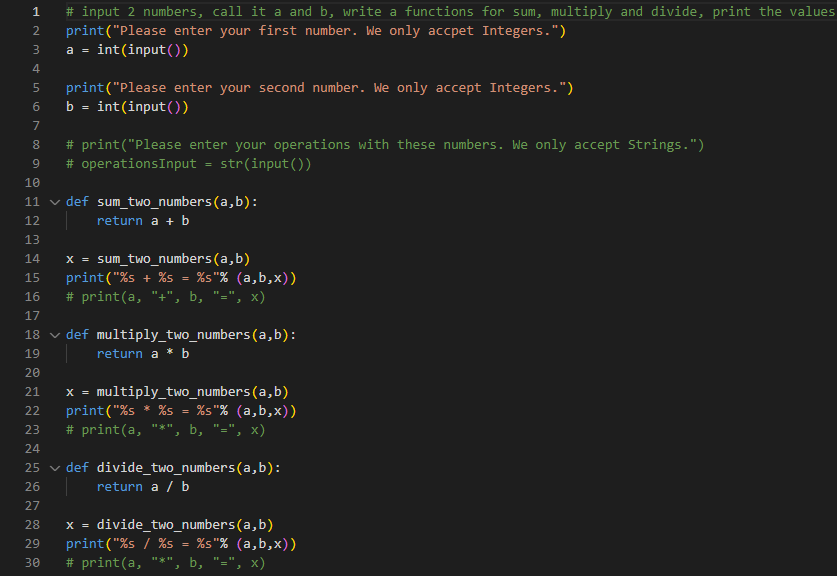 1 # input 2 numbers, call it a and b, write a functions for sum, multiply and divide, print the values
2 print("Please enter your first number. We only accpet Integers.")
3 a = int(input())
4
5 print("Please enter your second number. We only accept Integers.")
6 b = int(input())
7
8 # print("Please enter your operations with these numbers. We only accept Strings.")
9 # operationsInput = str(input())
10
11 def sum_two_numbers(a,b):
12     return a + b
13
14 x = sum_two_numbers(a,b)
15 print("%s + %s = %s"% (a,b,x))
16 # print(a, "+", b, "=", x)
17
18 def multiply_two_numbers(a,b):
19     return a * b
20
21 x = multiply_two_numbers(a,b)
22 print("%s * %s = %s"% (a,b,x))
23 # print(a, "*", b, "=", x)
24
25 def divide_two_numbers(a,b):
26     return a / b
27
28 x = divide_two_numbers(a,b)
29 print("%s / %s = %s"% (a,b,x))
30 # print(a, "*", b, "=", x)